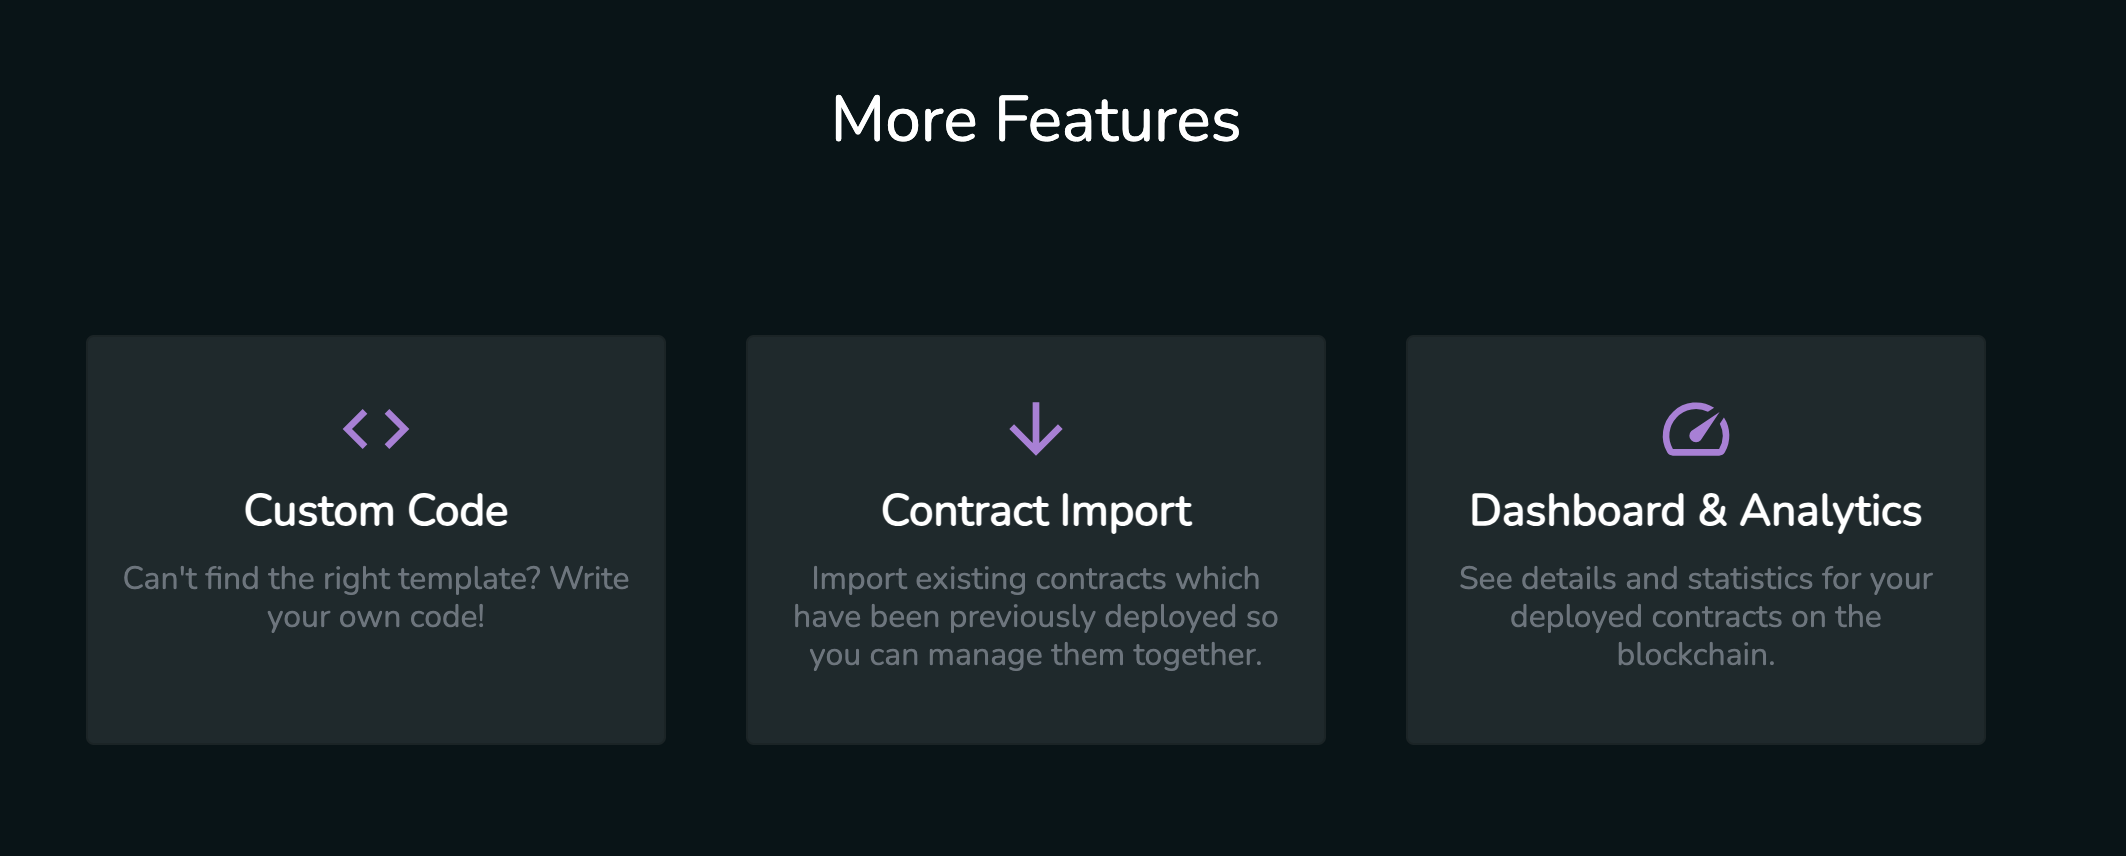 More Features
Custom Code
Can't find the right template? Write
your own code!
Contract Import
Import existing contracts which
have been previously deployed so
you can manage them together.
Dashboard & Analytics
See details and statistics for your
deployed contracts on the
blockchain.